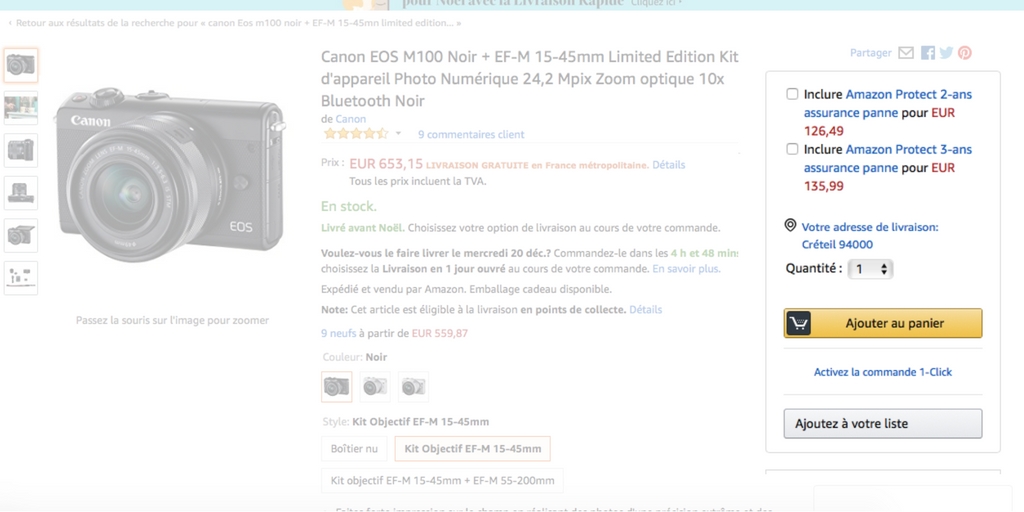 pour Noël avec la Livraison Rapide Cliquez ici ›
‹ Retour aux résultats de la recherche pour « canon Eos m100 noir + EF-M 15-45mn limited edition... »
Canon EOS M100 Noir + EF-M 15-45mm Limited Edition Kit
d'appareil Photo Numérique 24,2 Mpix Zoom optique 10x
Bluetooth Noir
de Canon
9 commentaires client
Prix : EUR 653,15 LIVRAISON GRATUITE en France métropolitaine. Détails
Tous les prix incluent la TVA.
En stock.
Livré avant Noël. Choisissez votre option de livraison au cours de votre commande.
Voulez-vous le faire livrer le mercredi 20 déc.? Commandez-le dans les 4 h et 48 min
choisissez la Livraison en 1 jour ouvré au cours de votre commande. En savoir plus.
Expédié et vendu par Amazon. Emballage cadeau disponible.
Note: Cet article est éligible à la livraison en points de collecte. Détails
9 neufs à partir de EUR 559,87
Couleur: Noir
Style: Kit Objectif EF-M 15-45mm
Boîtier nu
Kit Objectif EF-M 15-45mm
Kit objectif EF-M 15-45mm + EF-M 55-200mm
Canon
EOS
Passez la souris sur l'image pour zoomer
Partager
Inclure Amazon Protect 2-ans
assurance panne pour EUR
126,49
Inclure Amazon Protect 3-ans
assurance panne pour EUR
135,99
Votre adresse de livraison:
Créteil 94000
Quantité : 1
Ajouter au panier
Activez la commande 1-Click
Ajoutez à votre liste